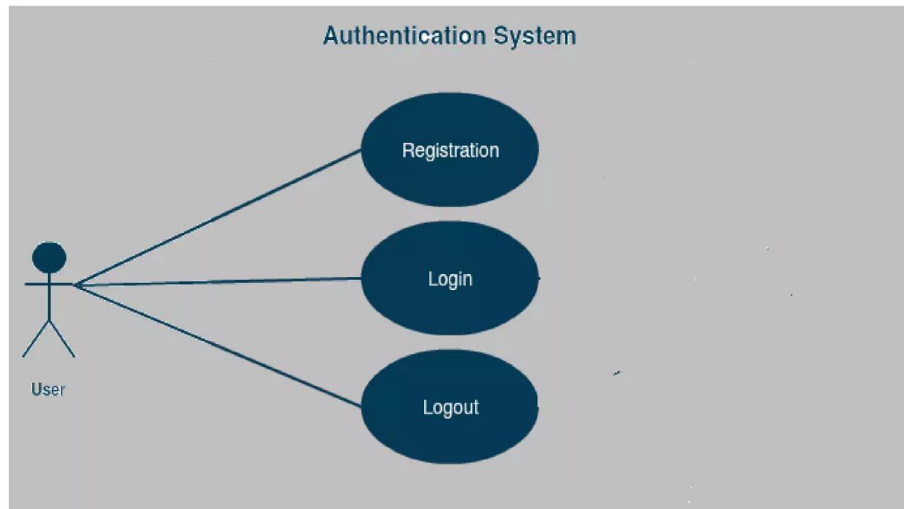 Authentication System
Registration
Login
User
Logout